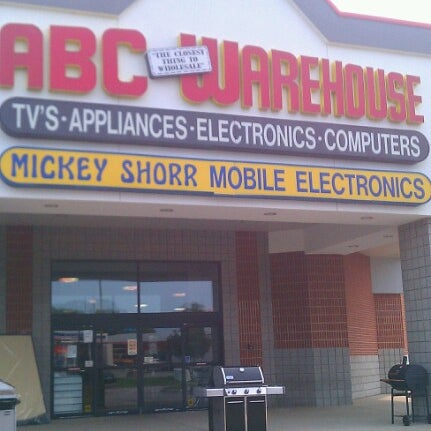 ABC WAREHOUSE
"THE CLOSEST
THING TO
WHOLESALE"
TV'S · APPLIANCES · ELECTRONICS · COMPUTERS
MICKEY SHORR MOBILE ELECTRONICS